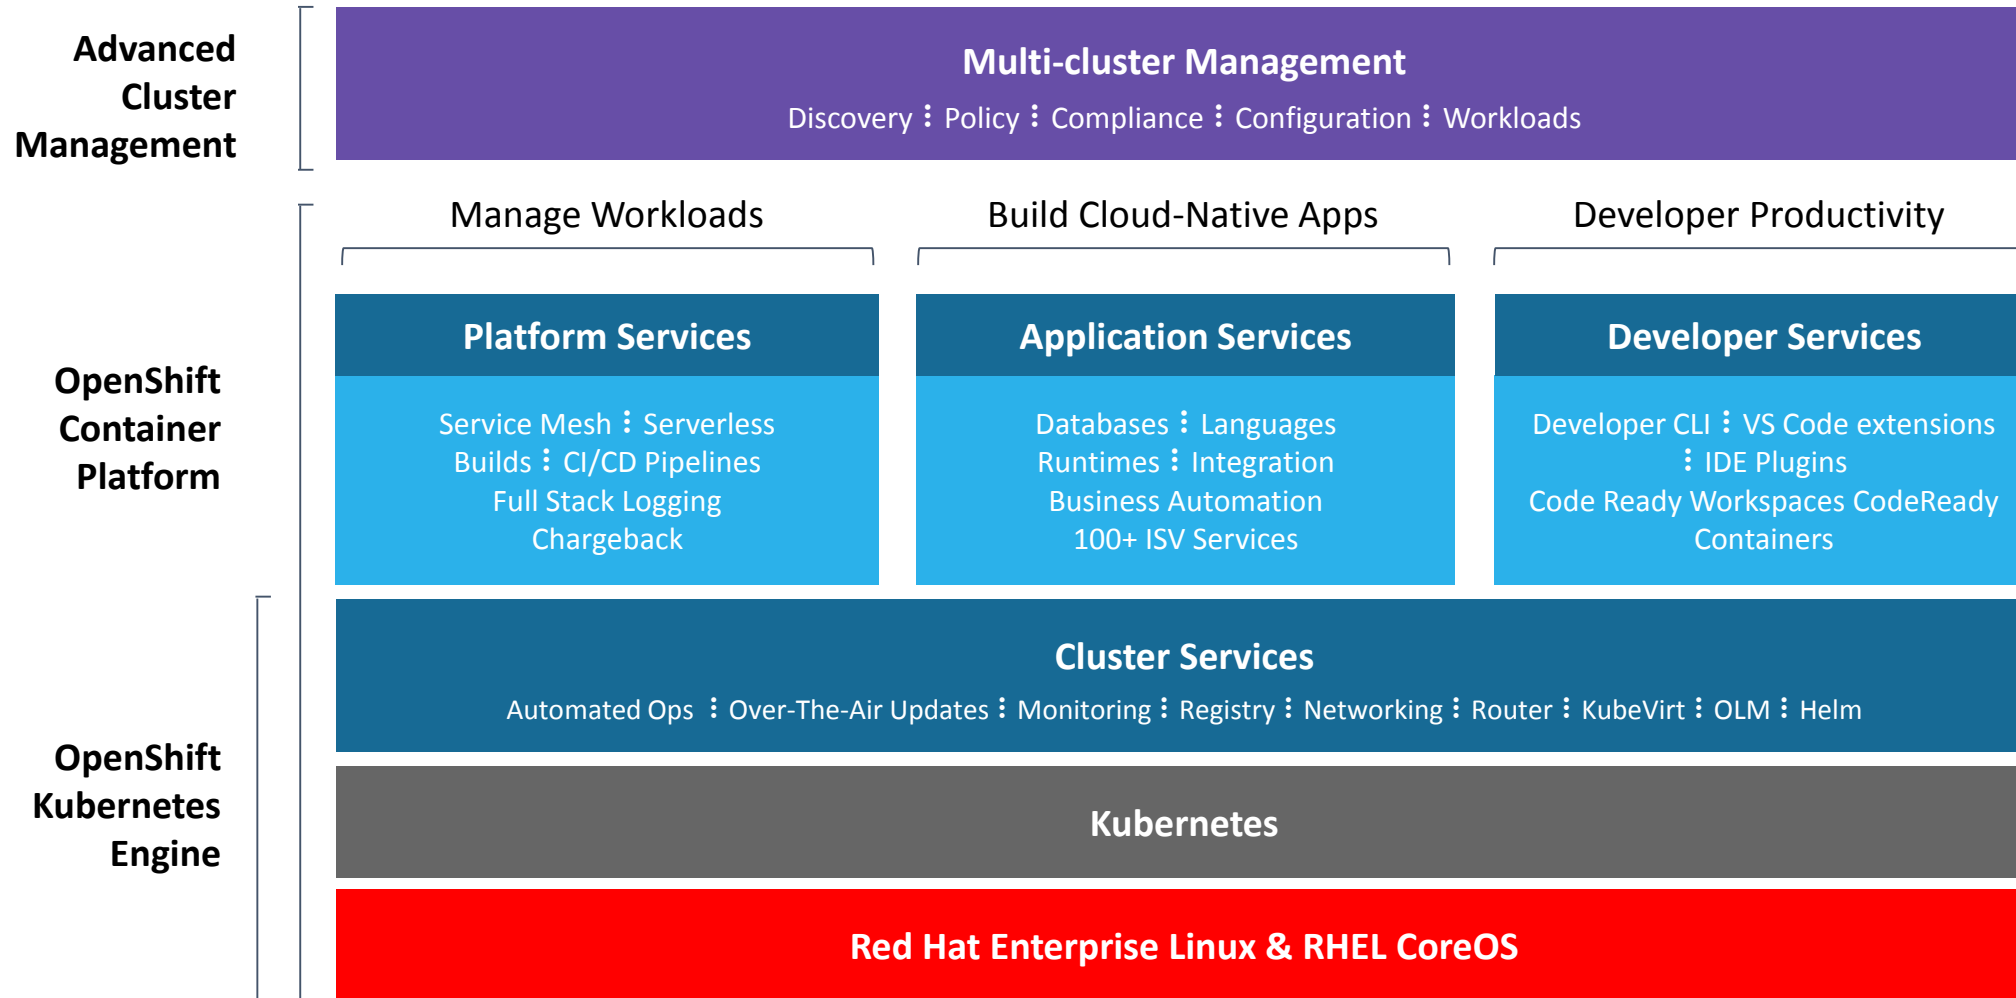 Advanced
Cluster
Management
Multi-cluster Management
Discovery ⋮ Policy ⋮ Compliance ⋮ Configuration ⋮ Workloads
Manage Workloads
Build Cloud-Native Apps
Developer Productivity
OpenShift
Container
Platform
Platform Services
Service Mesh ⋮ Serverless
Builds ⋮ CI/CD Pipelines
Full Stack Logging
Chargeback
Application Services
Databases ⋮ Languages
Runtimes ⋮ Integration
Business Automation
100+ ISV Services
Developer Services
Developer CLI ⋮ VS Code extensions
⋮ IDE Plugins
Code Ready Workspaces CodeReady
Containers
OpenShift
Kubernetes
Engine
Cluster Services
Automated Ops ⋮ Over-The-Air Updates ⋮ Monitoring ⋮ Registry ⋮ Networking ⋮ Router ⋮ KubeVirt ⋮ OLM ⋮ Helm
Kubernetes
Red Hat Enterprise Linux & RHEL CoreOS